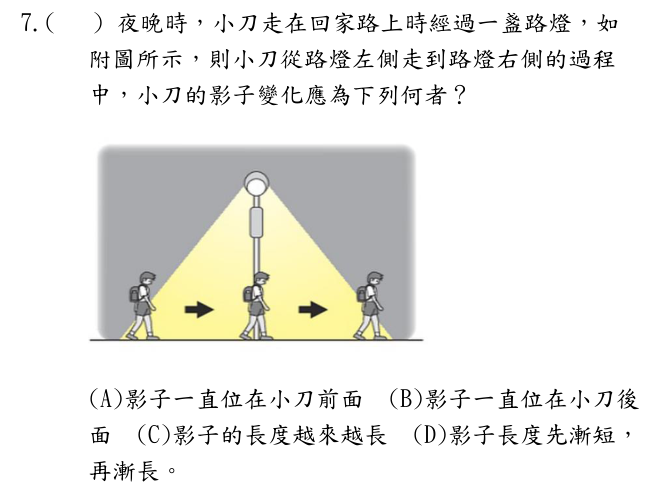 7.(　　)夜晚時，小刀走在回家路上時經過一盞路燈，如
附圖所示，則小刀從路燈左側走到路燈右側的過程
中，小刀的影子變化應為下列何者？
(A)影子一直位在小刀前面　(B)影子一直位在小刀後
面　(C)影子的長度越來越長　(D)影子長度先漸短，
再漸長。